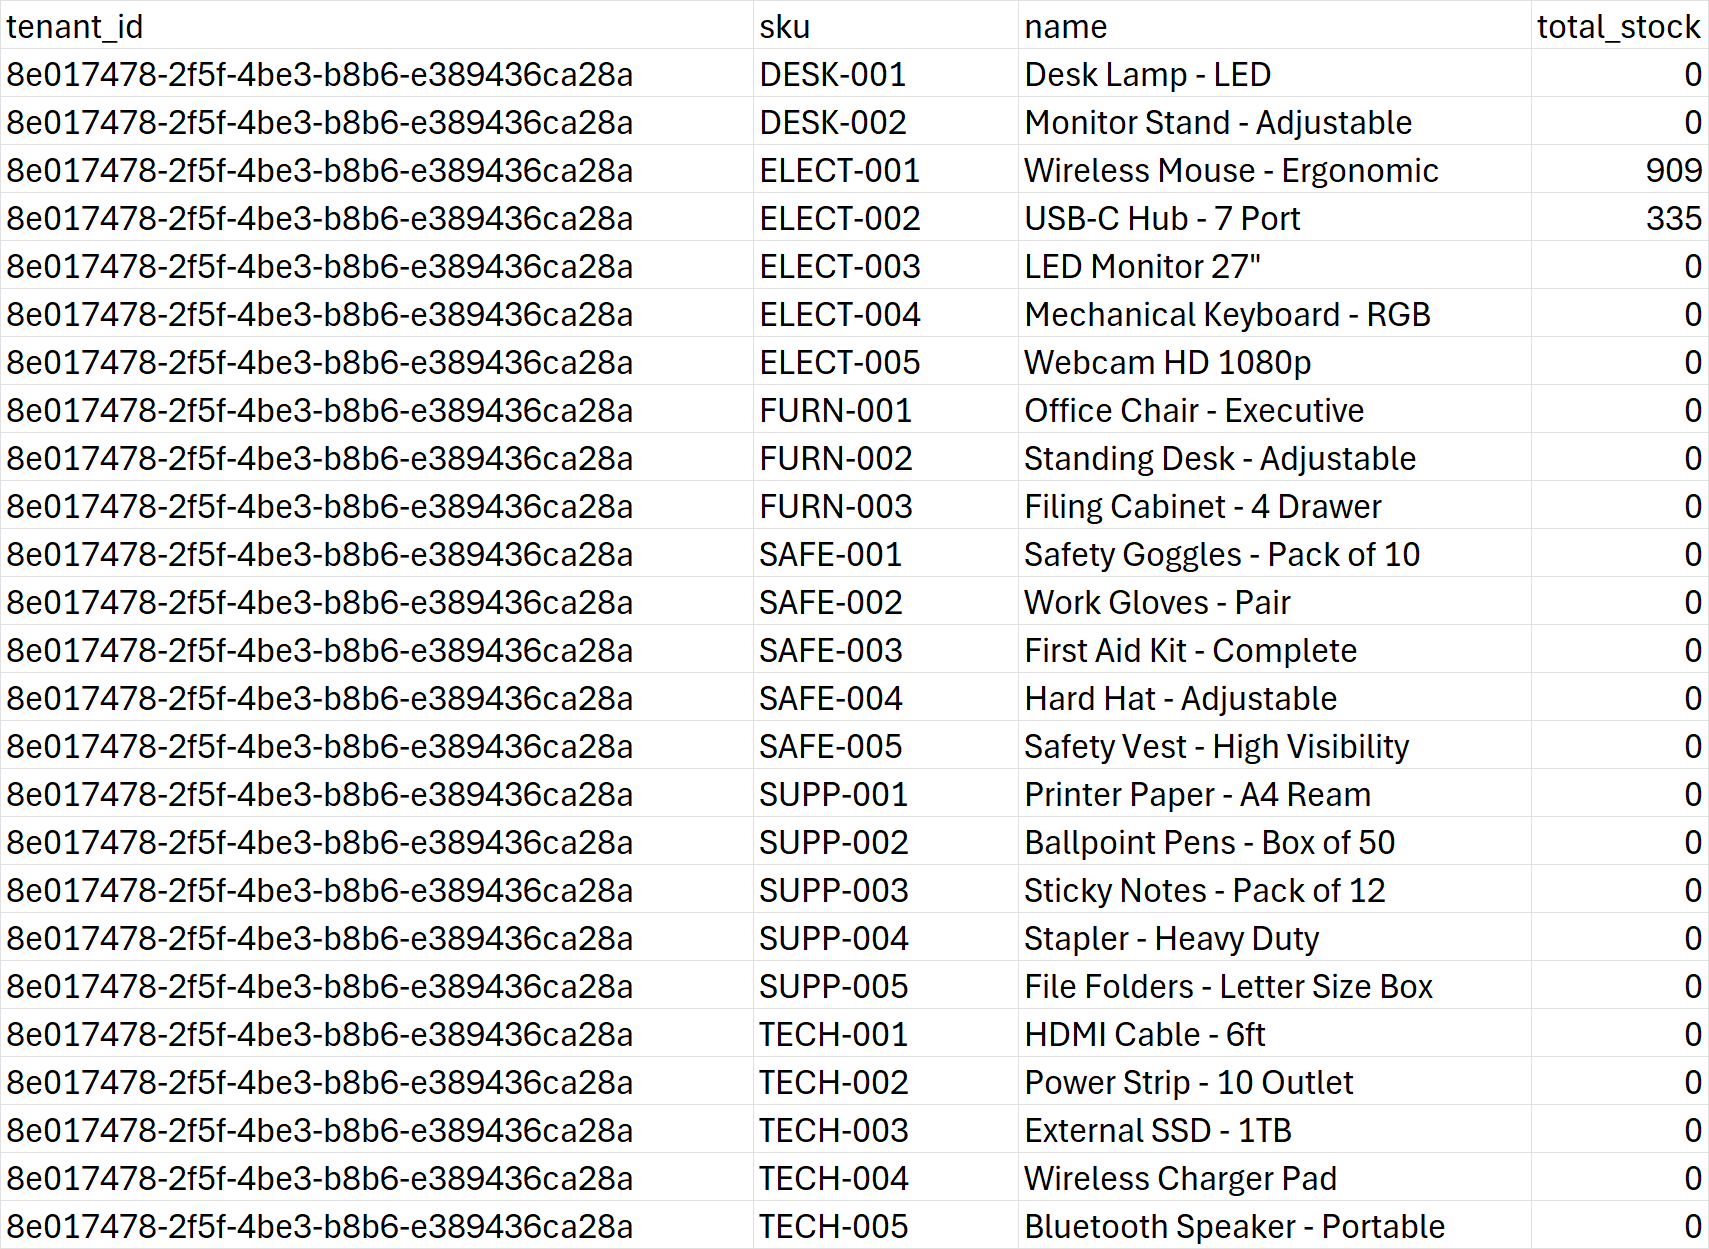 tenant_id sku name total_stock
8e017478-2f5f-4be3-b8b6-e389436ca28a DESK-001 Desk Lamp - LED 0
8e017478-2f5f-4be3-b8b6-e389436ca28a DESK-002 Monitor Stand - Adjustable 0
8e017478-2f5f-4be3-b8b6-e389436ca28a ELECT-001 Wireless Mouse - Ergonomic 909
8e017478-2f5f-4be3-b8b6-e389436ca28a ELECT-002 USB-C Hub - 7 Port 335
8e017478-2f5f-4be3-b8b6-e389436ca28a ELECT-003 LED Monitor 27" 0
8e017478-2f5f-4be3-b8b6-e389436ca28a ELECT-004 Mechanical Keyboard - RGB 0
8e017478-2f5f-4be3-b8b6-e389436ca28a ELECT-005 Webcam HD 1080p 0
8e017478-2f5f-4be3-b8b6-e389436ca28a FURN-001 Office Chair - Executive 0
8e017478-2f5f-4be3-b8b6-e389436ca28a FURN-002 Standing Desk - Adjustable 0
8e017478-2f5f-4be3-b8b6-e389436ca28a FURN-003 Filing Cabinet - 4 Drawer 0
8e017478-2f5f-4be3-b8b6-e389436ca28a SAFE-001 Safety Goggles - Pack of 10 0
8e017478-2f5f-4be3-b8b6-e389436ca28a SAFE-002 Work Gloves - Pair 0
8e017478-2f5f-4be3-b8b6-e389436ca28a SAFE-003 First Aid Kit - Complete 0
8e017478-2f5f-4be3-b8b6-e389436ca28a SAFE-004 Hard Hat - Adjustable 0
8e017478-2f5f-4be3-b8b6-e389436ca28a SAFE-005 Safety Vest - High Visibility 0
8e017478-2f5f-4be3-b8b6-e389436ca28a SUPP-001 Printer Paper - A4 Ream 0
8e017478-2f5f-4be3-b8b6-e389436ca28a SUPP-002 Ballpoint Pens - Box of 50 0
8e017478-2f5f-4be3-b8b6-e389436ca28a SUPP-003 Sticky Notes - Pack of 12 0
8e017478-2f5f-4be3-b8b6-e389436ca28a SUPP-004 Stapler - Heavy Duty 0
8e017478-2f5f-4be3-b8b6-e389436ca28a SUPP-005 File Folders - Letter Size Box 0
8e017478-2f5f-4be3-b8b6-e389436ca28a TECH-001 HDMI Cable - 6ft 0
8e017478-2f5f-4be3-b8b6-e389436ca28a TECH-002 Power Strip - 10 Outlet 0
8e017478-2f5f-4be3-b8b6-e389436ca28a TECH-003 External SSD - 1TB 0
8e017478-2f5f-4be3-b8b6-e389436ca28a TECH-004 Wireless Charger Pad 0
8e017478-2f5f-4be3-b8b6-e389436ca28a TECH-005 Bluetooth Speaker - Portable 0